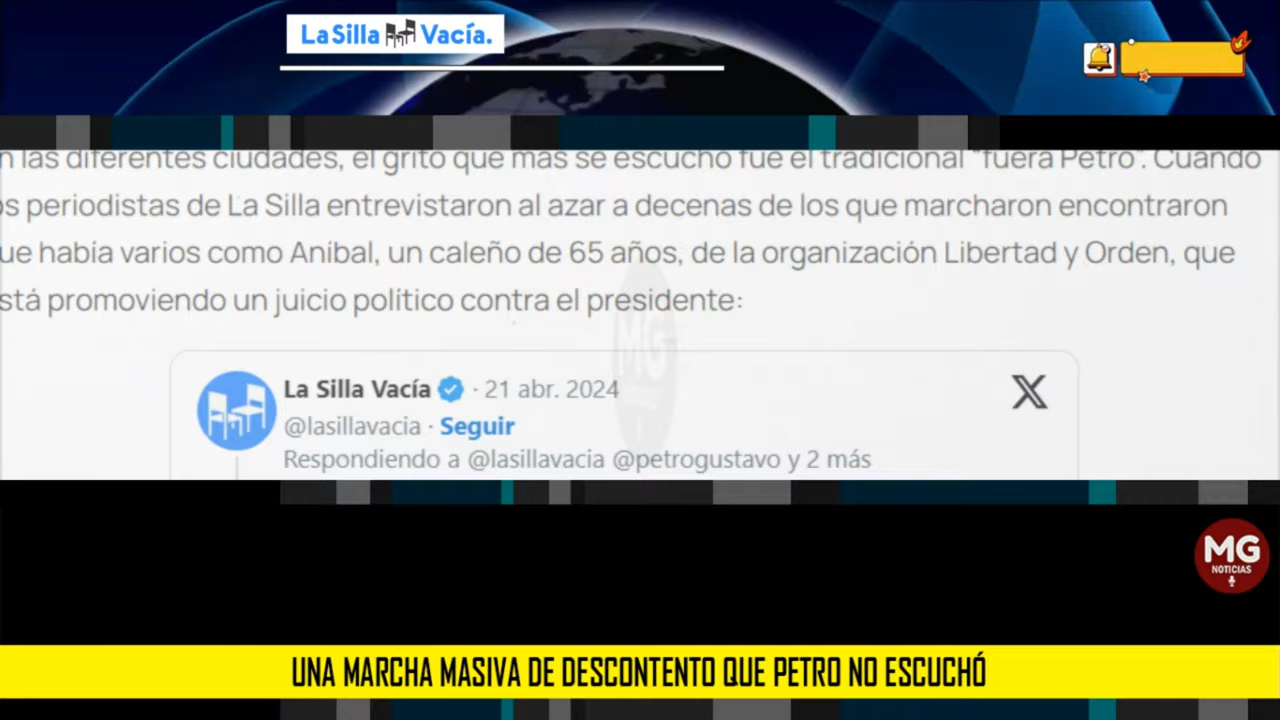 La Silla Vacía.
n las diferentes ciudades, el grito que más se escuchó fue el tradicional "fuera Petro". Cuando
os periodistas de La Silla entrevistaron al azar a decenas de los que marcharon encontraron
ue había varios como Aníbal, un caleño de 65 años, de la organización Libertad y Orden, que
stá promoviendo un juicio político contra el presidente:
La Silla Vacía · 21 abr. 2024
@lasillavacia · Seguir
Respondiendo a @lasillavacia @petrogustavo y 2 más
MG
MG
NOTICIAS
UNA MARCHA MASIVA DE DESCONTENTO QUE PETRO NO ESCUCHÓ